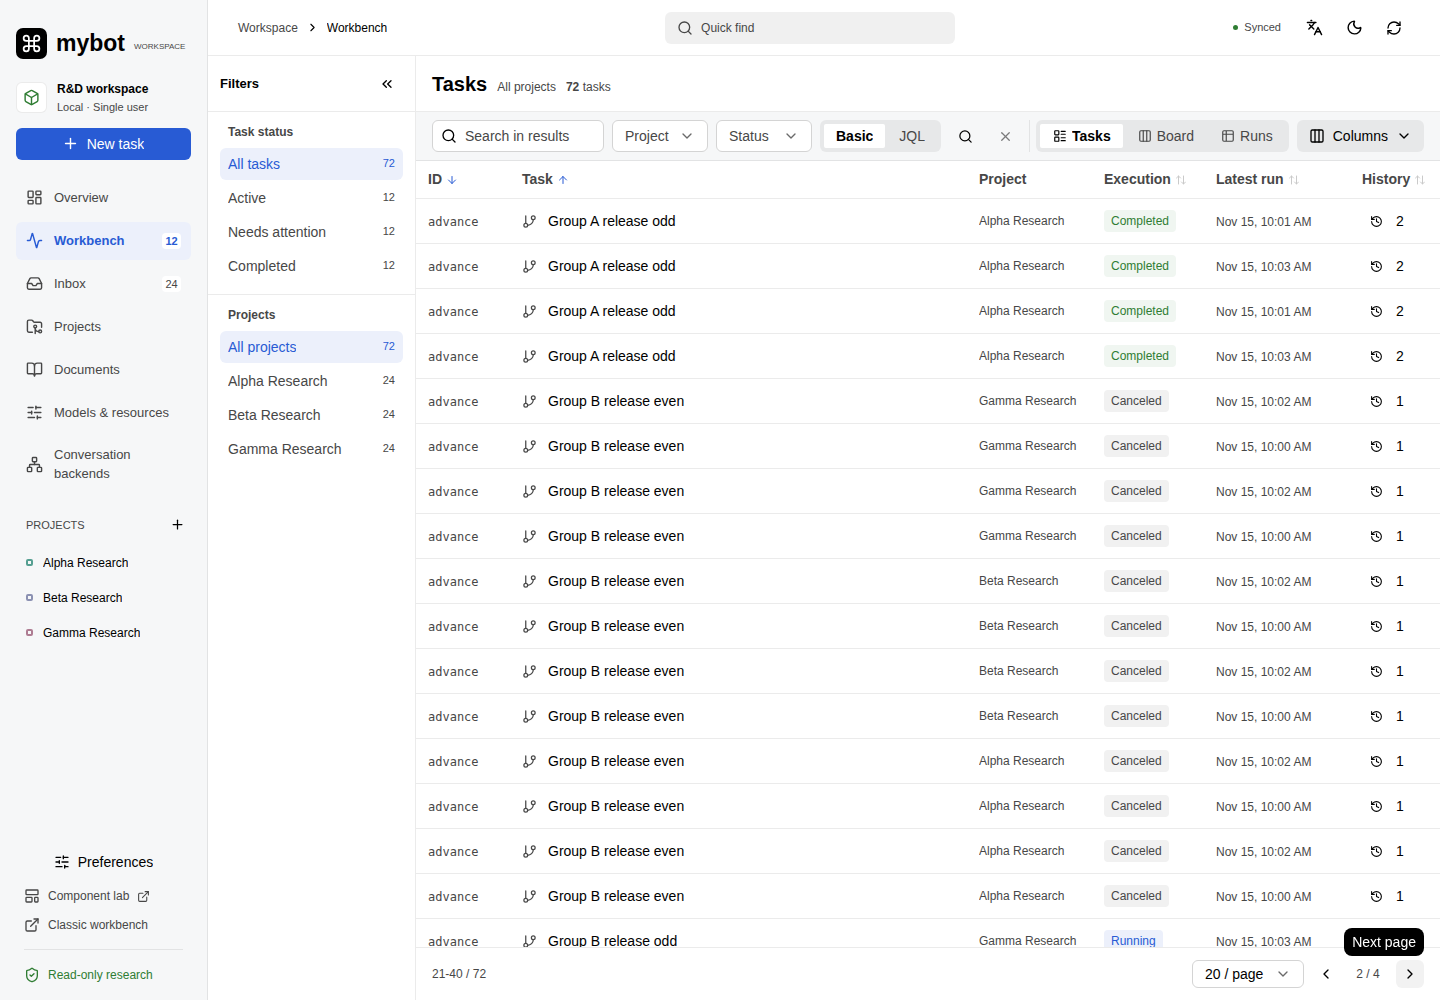 mybot WORKSPACE
R&D workspace
Local · Single user
New task
Overview
Workbench 12
Inbox 24
Projects
Documents
Models & resources
Conversation
backends
PROJECTS
Alpha Research
Beta Research
Gamma Research
Preferences
Component lab
Classic workbench
Read-only research
Workspace Workbench
Quick find
Synced
Filters
Task status
All tasks 72
Active 12
Needs attention 12
Completed 12
Projects
All projects 72
Alpha Research 24
Beta Research 24
Gamma Research 24
Tasks All projects 72 tasks
Search in results Project Status Basic JQL Tasks Board Runs Columns
ID Task Project Execution Latest run History
advance Group A release odd Alpha Research Completed Nov 15, 10:01 AM 2
advance Group A release odd Alpha Research Completed Nov 15, 10:03 AM 2
advance Group A release odd Alpha Research Completed Nov 15, 10:01 AM 2
advance Group A release odd Alpha Research Completed Nov 15, 10:03 AM 2
advance Group B release even Gamma Research Canceled Nov 15, 10:02 AM 1
advance Group B release even Gamma Research Canceled Nov 15, 10:00 AM 1
advance Group B release even Gamma Research Canceled Nov 15, 10:02 AM 1
advance Group B release even Gamma Research Canceled Nov 15, 10:00 AM 1
advance Group B release even Beta Research Canceled Nov 15, 10:02 AM 1
advance Group B release even Beta Research Canceled Nov 15, 10:00 AM 1
advance Group B release even Beta Research Canceled Nov 15, 10:02 AM 1
advance Group B release even Beta Research Canceled Nov 15, 10:00 AM 1
advance Group B release even Alpha Research Canceled Nov 15, 10:02 AM 1
advance Group B release even Alpha Research Canceled Nov 15, 10:00 AM 1
advance Group B release even Alpha Research Canceled Nov 15, 10:02 AM 1
advance Group B release even Alpha Research Canceled Nov 15, 10:00 AM 1
advance Group B release odd Gamma Research Running Nov 15, 10:03 AM
Next page
21-40 / 72 20 / page 2 / 4